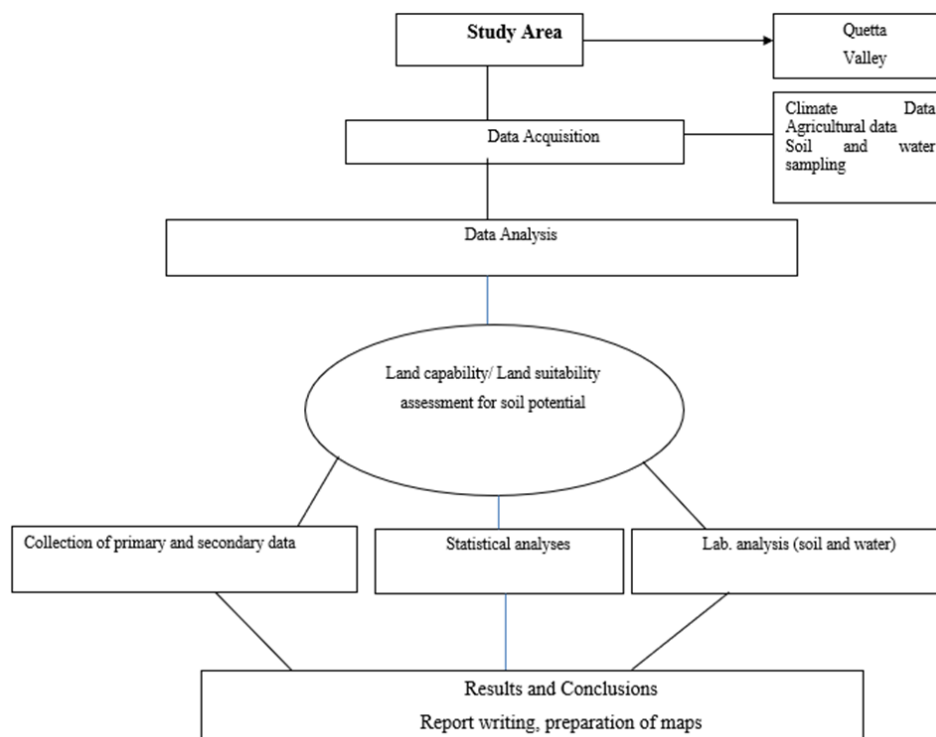 Study Area
Quetta
Valley
Data Acquisition
Climate Data
Agricultural data
Soil and water
sampling
Data Analysis
Land capability/ Land suitability
assessment for soil potential
Collection of primary and secondary data
Statistical analyses
Lab. analysis (soil and water)
Results and Conclusions
Report writing, preparation of maps